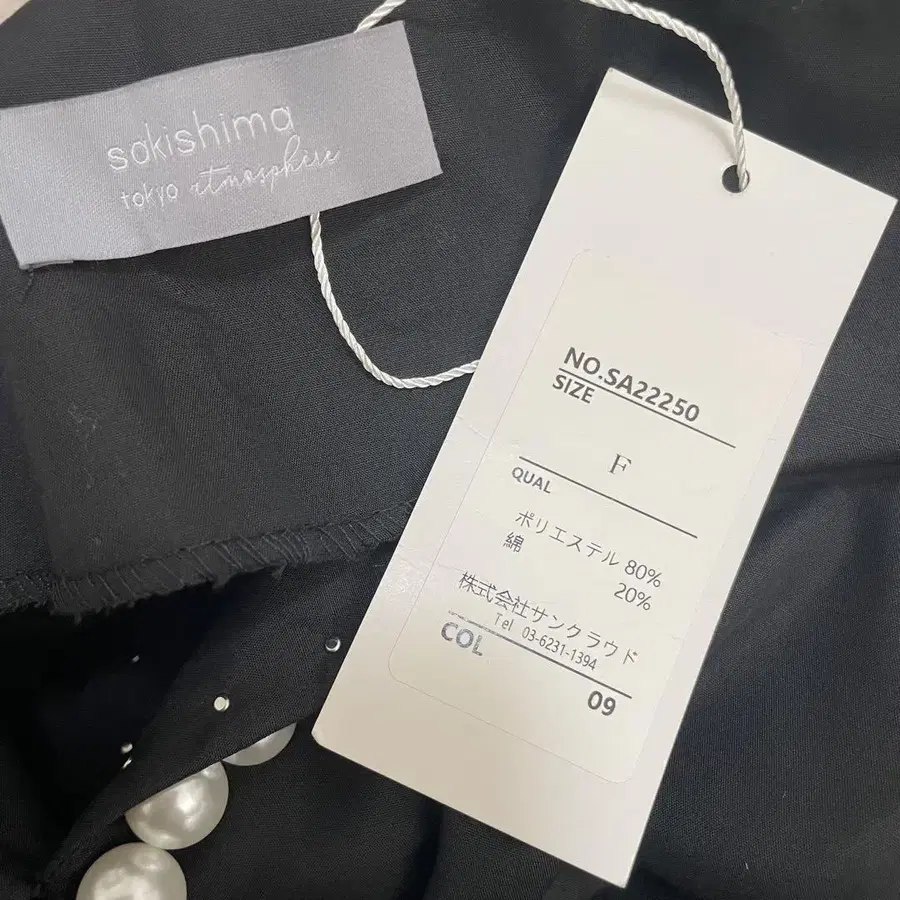 sakishima
tokyo atmosphere
NO.SA22250
SIZE
F
QUAL
ポリエステル 80%
綿 20%
株式会社サンクラウド
Tel 03-6231-1394
COL
09